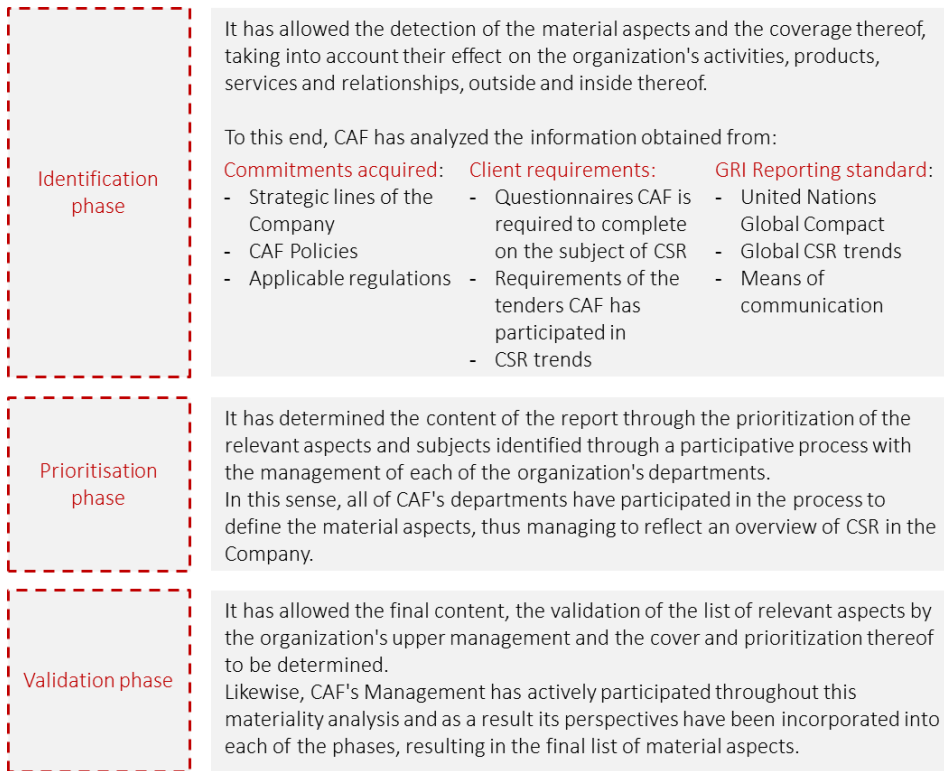 Identification
phase
It has allowed the detection of the material aspects and the coverage thereof,
taking into account their effect on the organization's activities, products,
services and relationships, outside and inside thereof.
To this end, CAF has analyzed the information obtained from:
Commitments acquired:
- Strategic lines of the
Company
- CAF Policies
- Applicable regulations
Client requirements:
- Questionnaires CAF is
required to complete
on the subject of CSR
- Requirements of the
tenders CAF has
participated in
- CSR trends
GRI Reporting standard:
- United Nations
Global Compact
- Global CSR trends
- Means of
communication
Prioritisation
phase
It has determined the content of the report through the prioritization of the
relevant aspects and subjects identified through a participative process with
the management of each of the organization's departments.
In this sense, all of CAF's departments have participated in the process to
define the material aspects, thus managing to reflect an overview of CSR in the
Company.
Validation phase
It has allowed the final content, the validation of the list of relevant aspects by
the organization's upper management and the cover and prioritization thereof
to be determined.
Likewise, CAF's Management has actively participated throughout this
materiality analysis and as a result its perspectives have been incorporated into
each of the phases, resulting in the final list of material aspects.